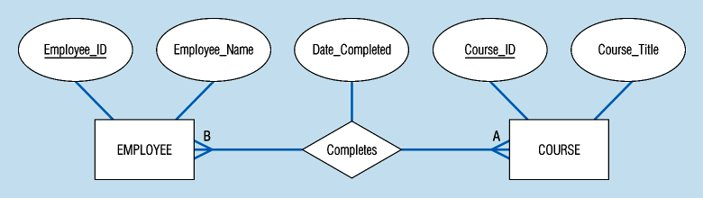 Employee_ID
Employee_Name
Date_Completed
Course_ID
Course_Title
EMPLOYEE
B
Completes
A
COURSE